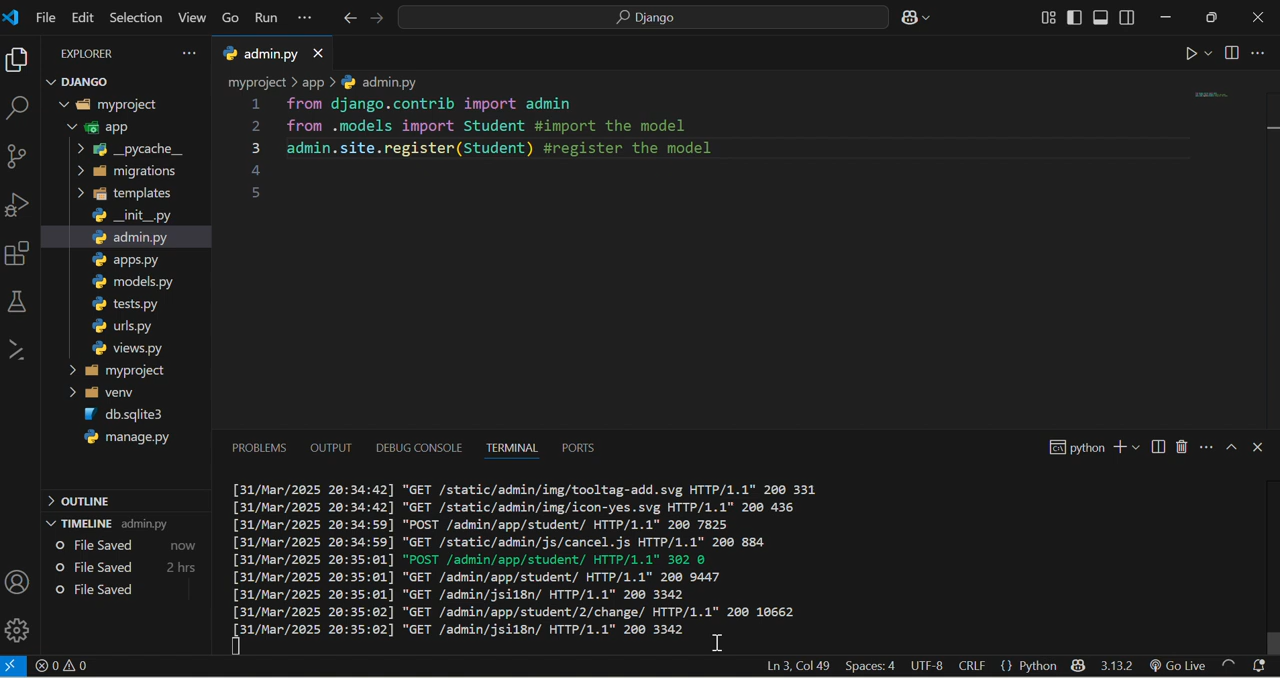 File Edit Selection View Go Run ··· Django
EXPLORER ···
DJANGO
myproject
app
__pycache__
migrations
templates
__init__.py
admin.py
apps.py
models.py
tests.py
urls.py
views.py
myproject
venv
db.sqlite3
manage.py
OUTLINE
TIMELINE admin.py
File Saved now
File Saved 2 hrs
File Saved
admin.py
myproject > app > admin.py
1 from django.contrib import admin
2 from .models import Student #import the model
3 admin.site.register(Student) #register the model
4
5
PROBLEMS OUTPUT DEBUG CONSOLE TERMINAL PORTS python
[31/Mar/2025 20:34:42] "GET /static/admin/img/tooltag-add.svg HTTP/1.1" 200 331
[31/Mar/2025 20:34:42] "GET /static/admin/img/icon-yes.svg HTTP/1.1" 200 436
[31/Mar/2025 20:34:59] "POST /admin/app/student/ HTTP/1.1" 200 7825
[31/Mar/2025 20:34:59] "GET /static/admin/js/cancel.js HTTP/1.1" 200 884
[31/Mar/2025 20:35:01] "POST /admin/app/student/ HTTP/1.1" 302 0
[31/Mar/2025 20:35:01] "GET /admin/app/student/ HTTP/1.1" 200 9447
[31/Mar/2025 20:35:01] "GET /admin/jsi18n/ HTTP/1.1" 200 3342
[31/Mar/2025 20:35:02] "GET /admin/app/student/2/change/ HTTP/1.1" 200 10662
[31/Mar/2025 20:35:02] "GET /admin/jsi18n/ HTTP/1.1" 200 3342
0 0 Ln 3, Col 49 Spaces: 4 UTF-8 CRLF {} Python 3.13.2 Go Live